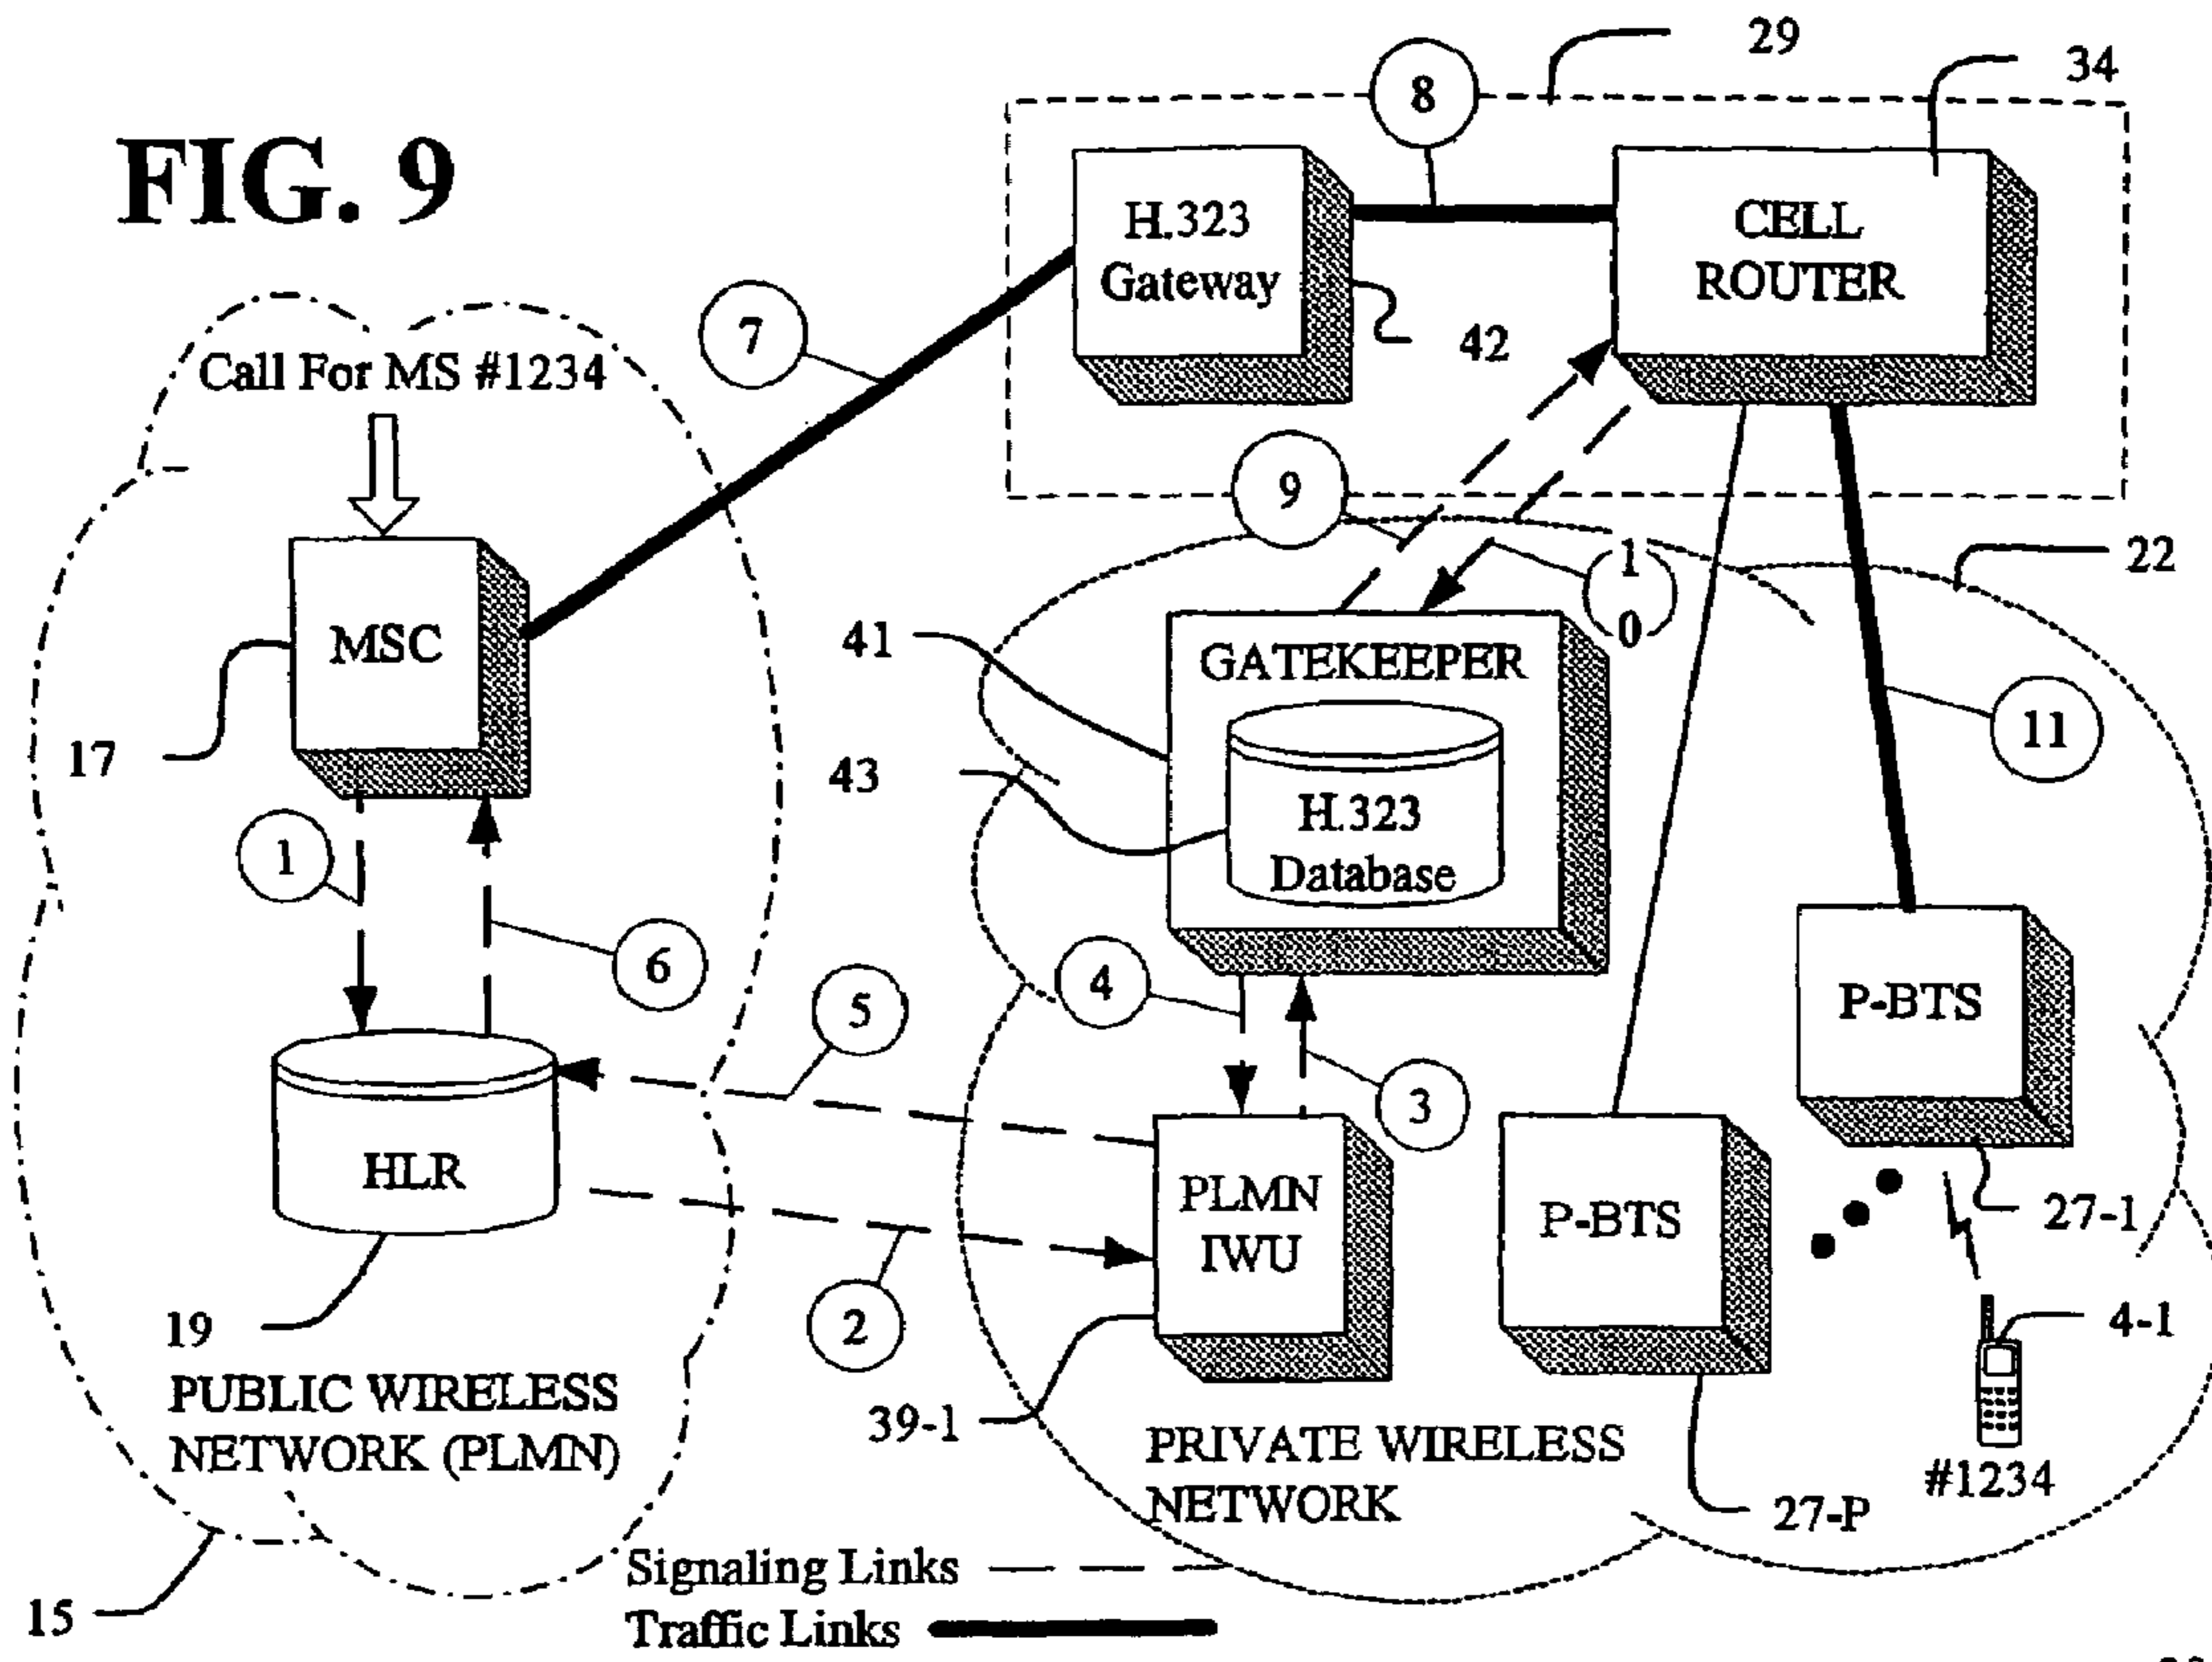 FIG. 9
29
34
8
H.323
Gateway
42
CELL
ROUTER
Call For MS #1234
7
9
1
0
22
MSC
17
41
GATEKEEPER
43
H.323
Database
11
1
6
5
4
3
P-BTS
27-1
HLR
19
2
PLMN
IWU
39-1
P-BTS
27-P
4-1
#1234
PUBLIC WIRELESS
NETWORK (PLMN)
PRIVATE WIRELESS
NETWORK
15
Signaling Links
Traffic Links